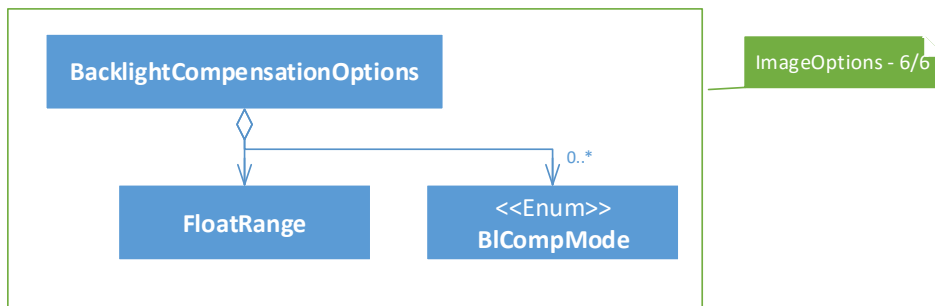 BacklightCompensationOptions
ImageOptions - 6/6
0..*
FloatRange
<<Enum>>
BlCompMode